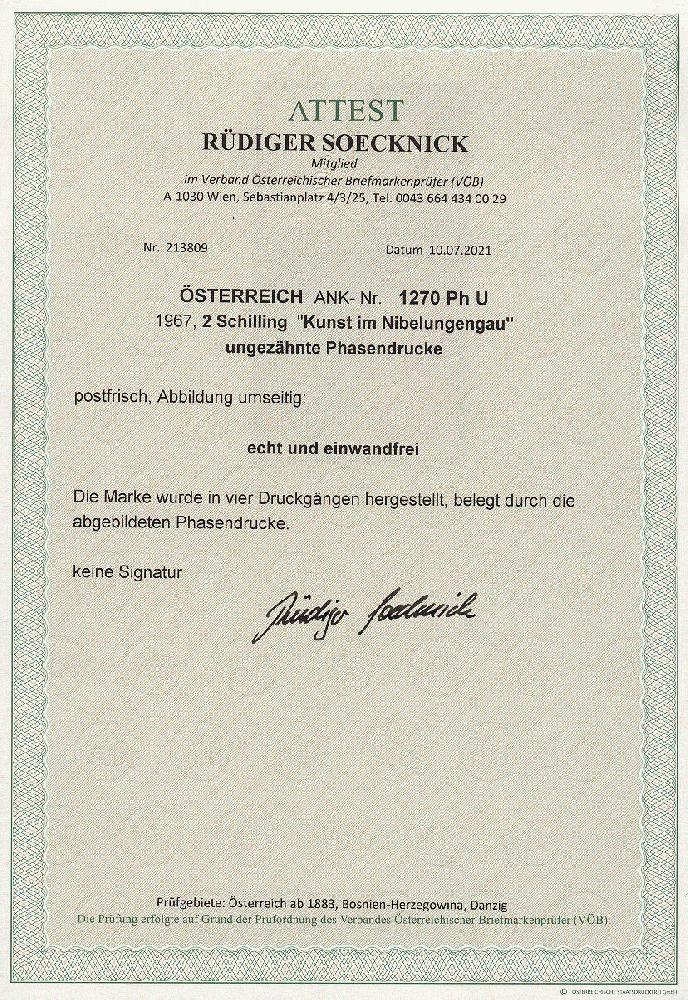 ATTEST
RÜDIGER SOECKNICK
Mitglied
im Verband Österreichischer Briefmarkenprüfer (VÖB)
A 1030 Wien, Sebastianplatz 4/3/25, Tel. 0043 664 434 00 29
Nr. 213809 Datum 10.07.2021
ÖSTERREICH ANK- Nr. 1270 Ph U
1967, 2 Schilling "Kunst im Nibelungengau"
ungezähnte Phasendrucke
postfrisch, Abbildung umseitig
echt und einwandfrei
Die Marke wurde in vier Druckgängen hergestellt, belegt durch die
abgebildeten Phasendrucke.
keine Signatur
Rüdiger Soecknick
Prüfgebiete: Österreich ab 1883, Bosnien-Herzegowina, Danzig
Die Prüfung erfolgte auf Grund der Prüfordnung des Verbandes Österreichischer Briefmarkenprüfer (VÖB)
© ÖSTERREICHISCHE STAATSDRUCKEREI GmbH